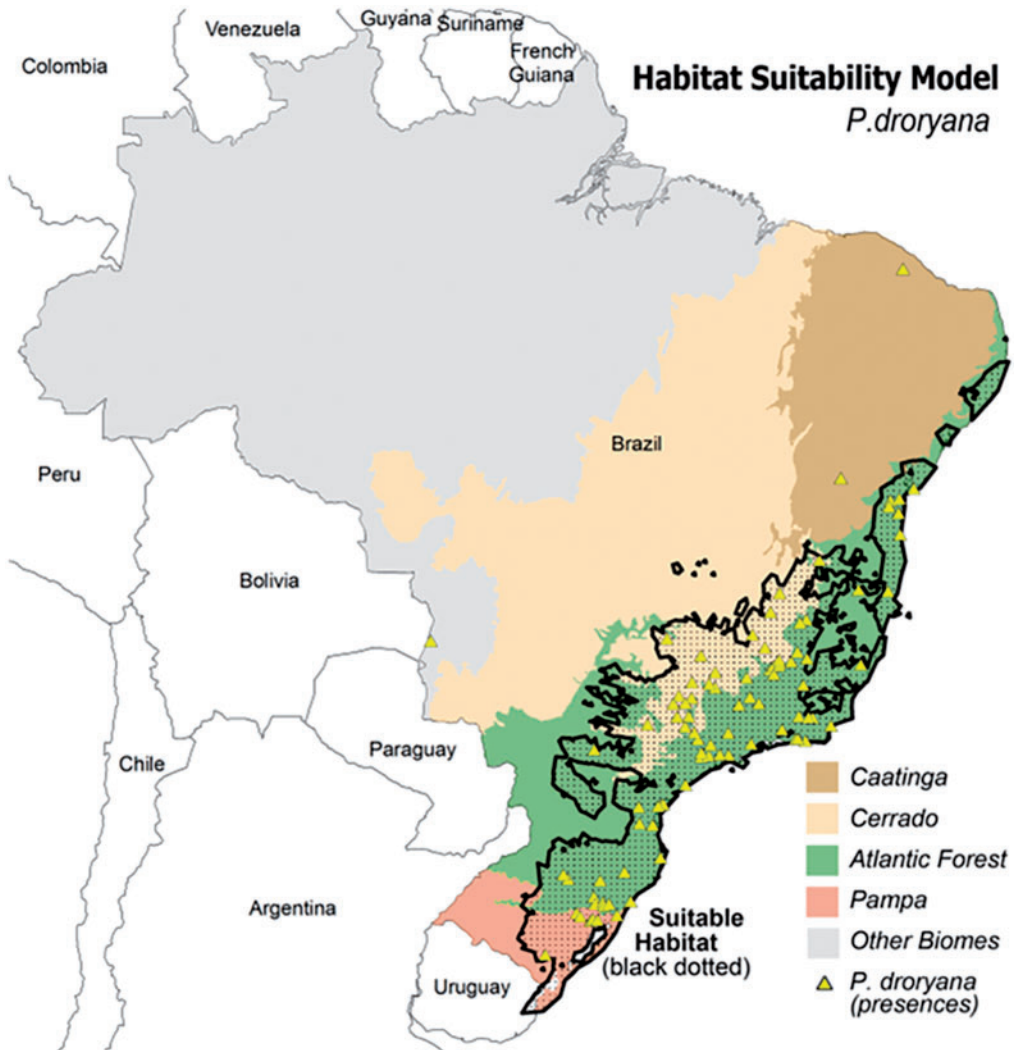 Guyana
Suriname
Venezuela
French
Guiana
Colombia
Habitat Suitability Model
P.droryana
Brazil
Peru
Bolivia
Paraguay
Chile
Caatinga
Cerrado
Atlantic Forest
Argentina
Pampa
Suitable
Habitat
(black dotted)
Other Biomes
Uruguay
P. droryana
(presences)